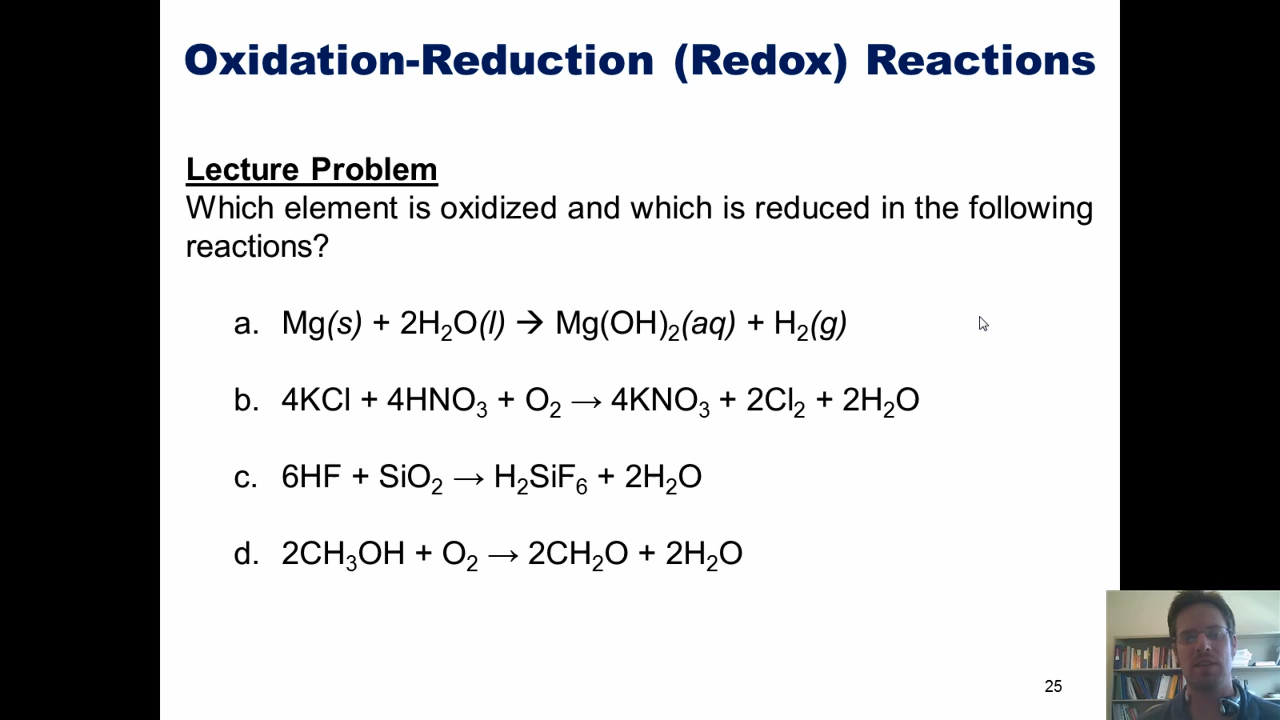 Oxidation-Reduction (Redox) Reactions
Lecture Problem
Which element is oxidized and which is reduced in the following
reactions?
a. Mg(s) + 2H₂O(l) → Mg(OH)₂(aq) + H₂(g)
b. 4KCl + 4HNO₃ + O₂ → 4KNO₃ + 2Cl₂ + 2H₂O
c. 6HF + SiO₂ → H₂SiF₆ + 2H₂O
d. 2CH₃OH + O₂ → 2CH₂O + 2H₂O
25